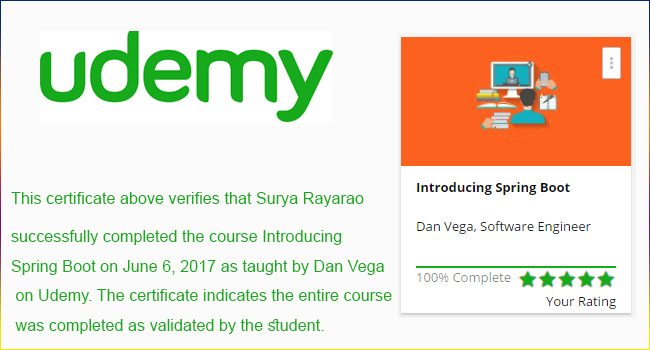 udemy
This certificate above verifies that Surya Rayarao
successfully completed the course Introducing
Spring Boot on June 6, 2017 as taught by Dan Vega
on Udemy. The certificate indicates the entire course
was completed as validated by the student.
Introducing Spring Boot
Dan Vega, Software Engineer
100% Complete
Your Rating